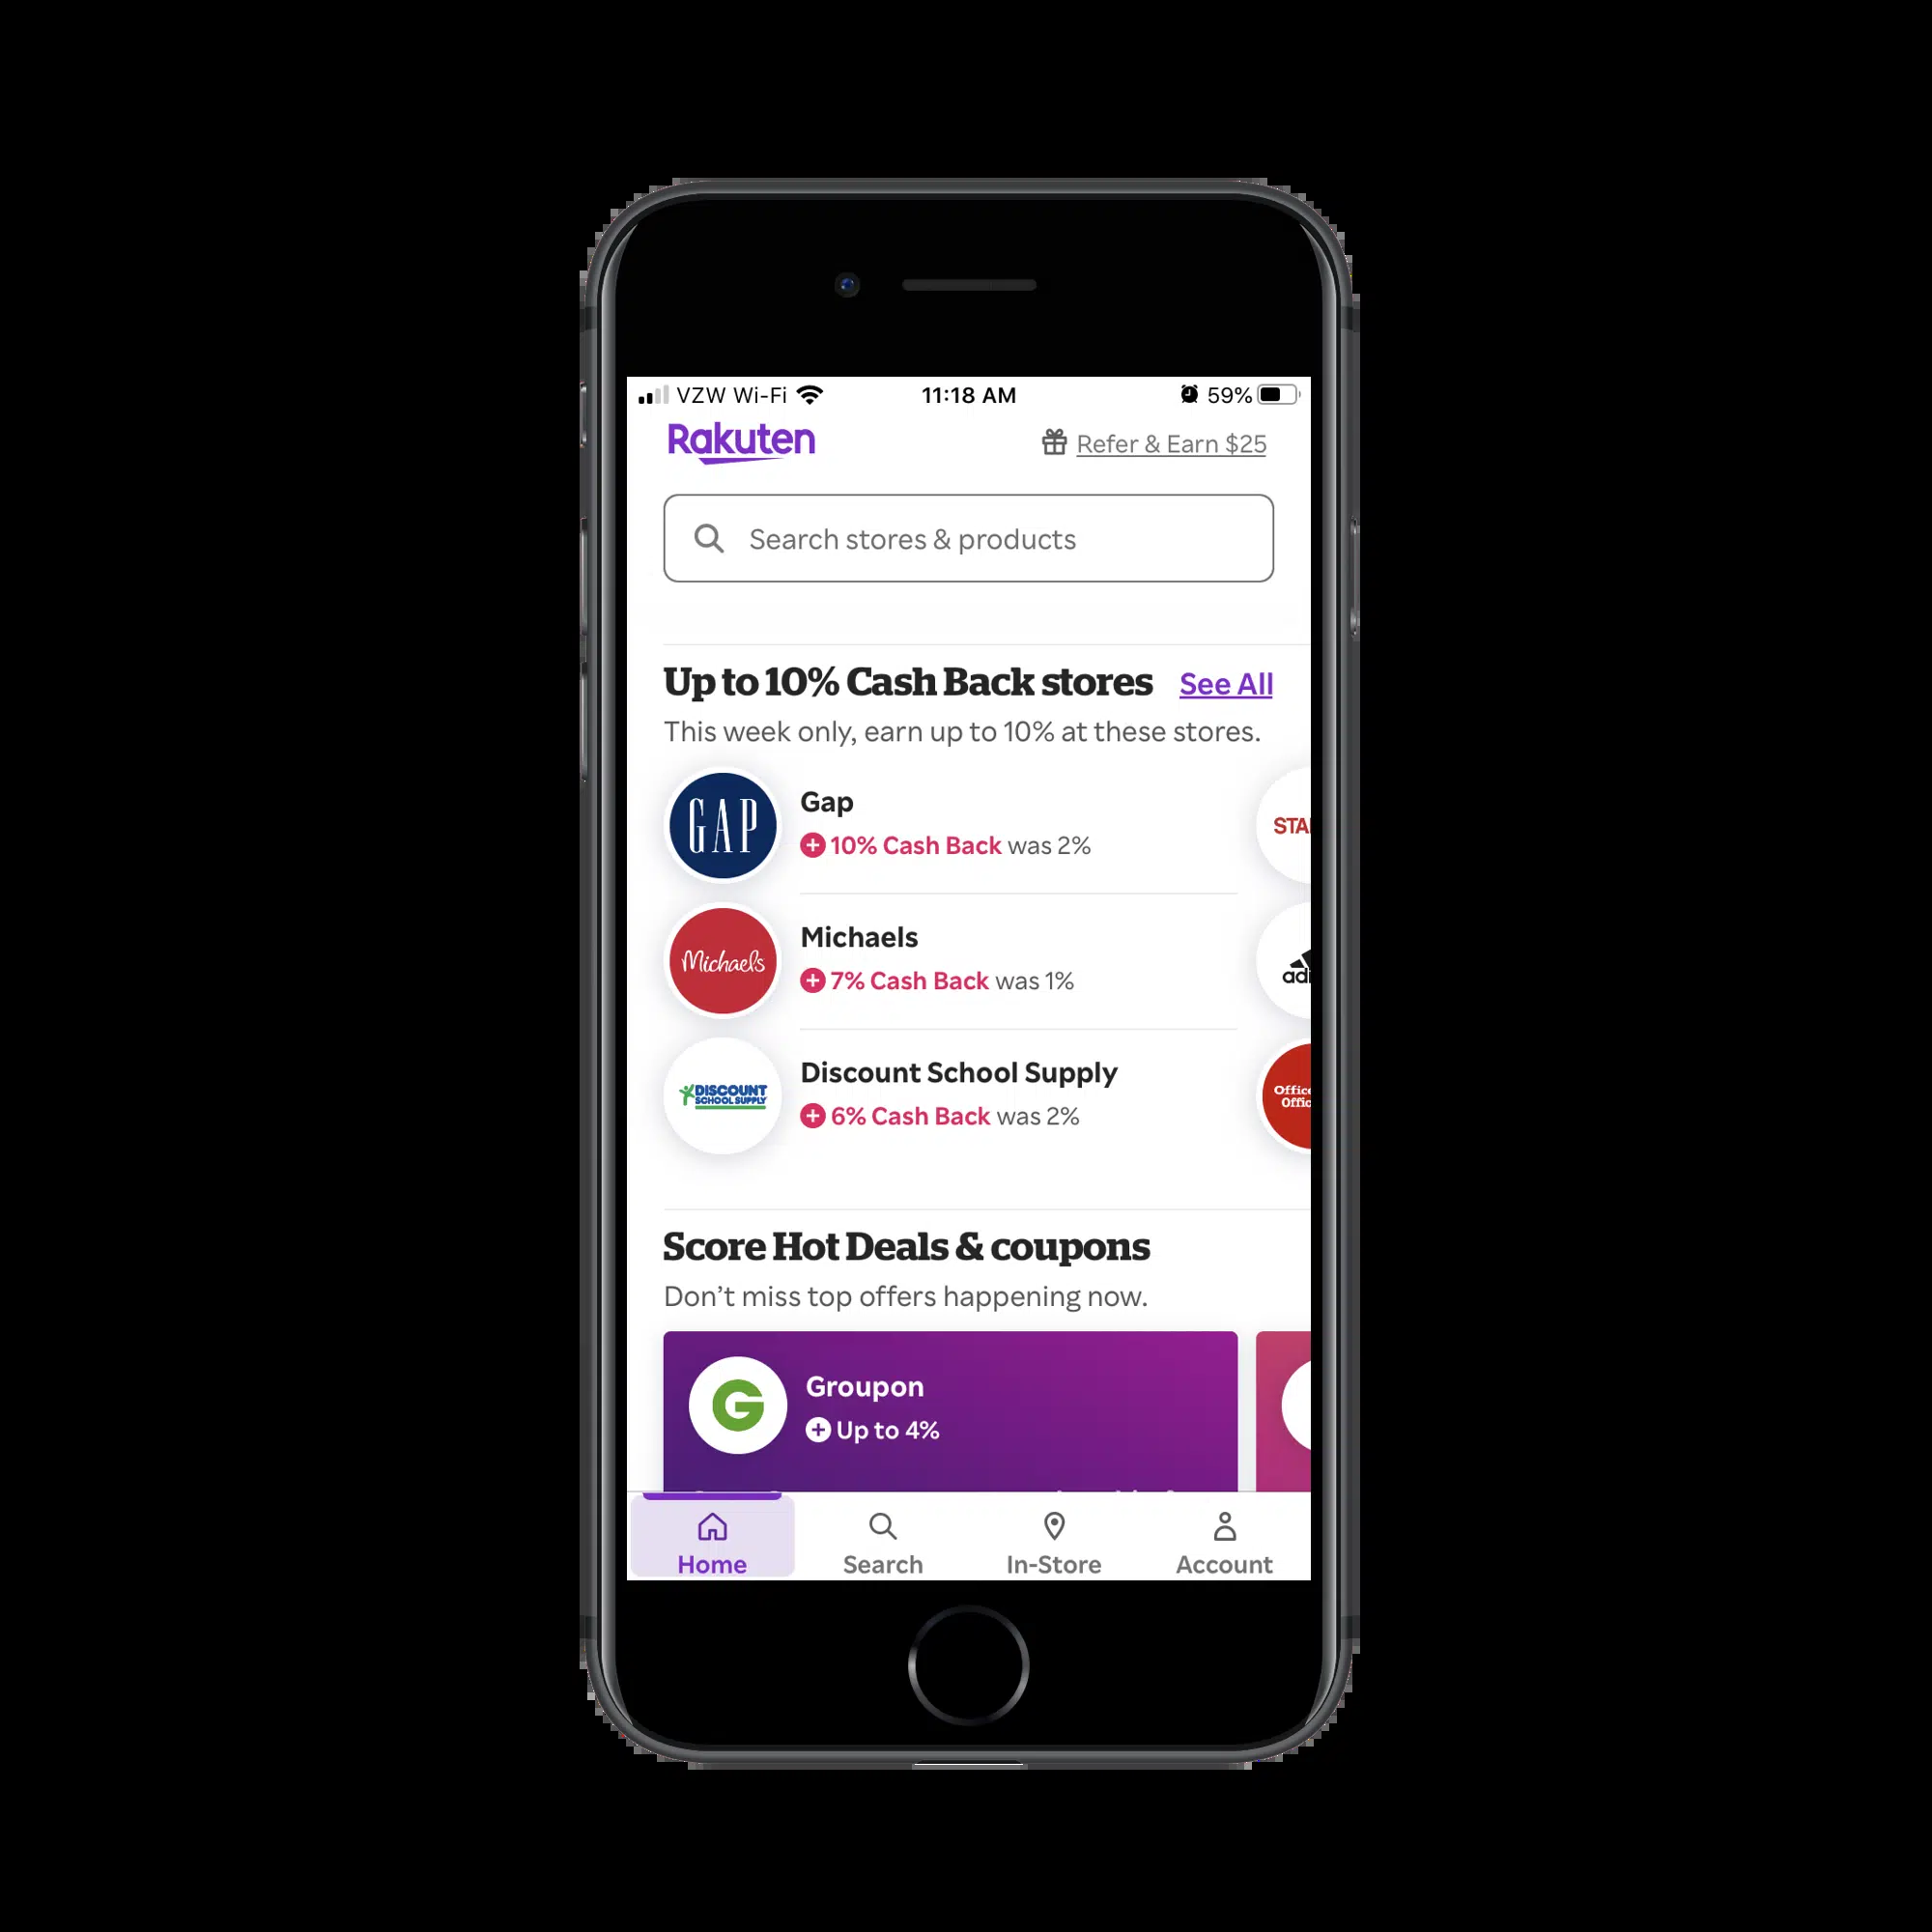 VZW Wi-Fi 11:18 AM 59%
Rakuten Refer & Earn $25
Search stores & products
Up to 10% Cash Back stores See All
This week only, earn up to 10% at these stores.
GAP
Gap
10% Cash Back was 2%
STA
Michaels
Michaels
7% Cash Back was 1%
adi
DISCOUNT
SCHOOL SUPPLY
Discount School Supply
6% Cash Back was 2%
Office
Offic
Score Hot Deals & coupons
Don’t miss top offers happening now.
G
Groupon
Up to 4%
Home Search In-Store Account